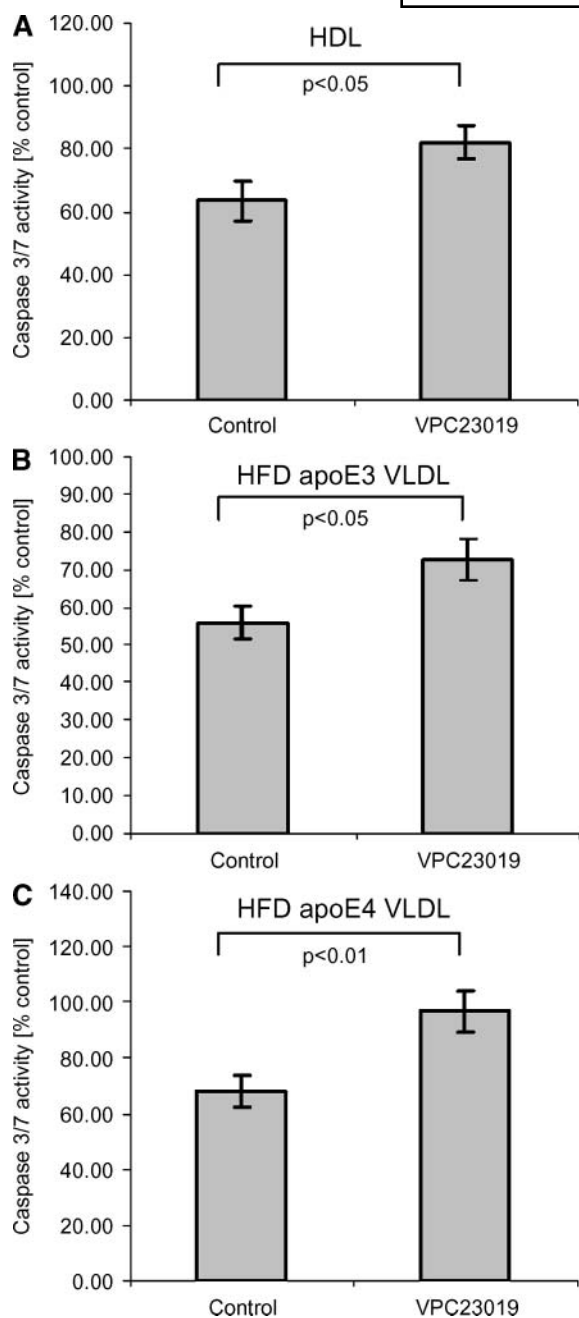 A
HDL
p<0.05
Caspase 3/7 activity [% control]
120.00
100.00
80.00
60.00
40.00
20.00
0.00
Control VPC23019
B
HFD apoE3 VLDL
p<0.05
Caspase 3/7 activity [% control]
100.00
90.00
80.00
70.00
60.00
50.00
40.00
30.00
20.00
10.00
0.00
Control VPC23019
C
HFD apoE4 VLDL
p<0.01
Caspase 3/7 activity [% control]
140.00
120.00
100.00
80.00
60.00
40.00
20.00
0.00
Control VPC23019